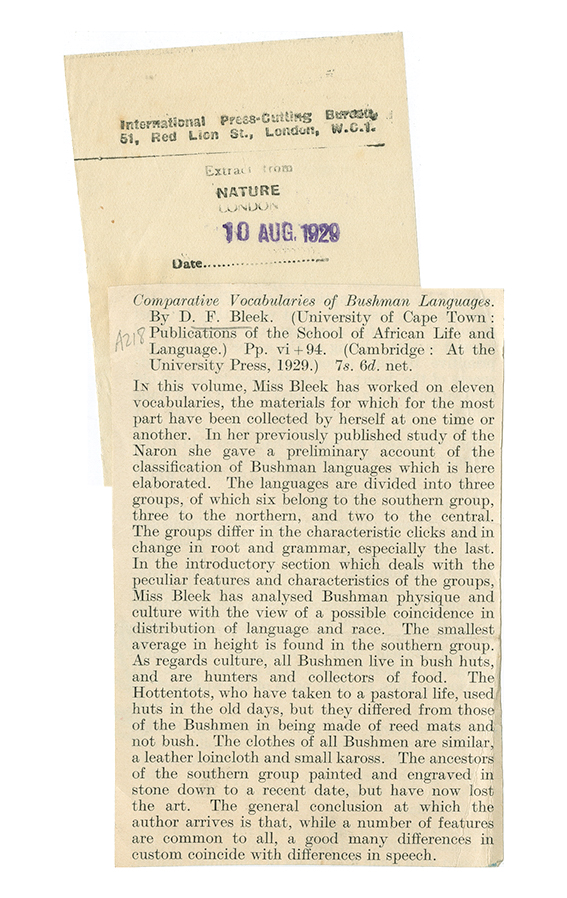 International Press-Cutting Bureau,
51, Red Lion St., London, W.C.1.
Extract from
NATURE
LONDON
10 AUG. 1929
Date..............................
Comparative Vocabularies of Bushman Languages.
By D. F. Bleek. (University of Cape Town :
A218
Publications of the School of African Life and
Language.) Pp. vi + 94. (Cambridge : At the
University Press, 1929.) 7s. 6d. net.
IN this volume, Miss Bleek has worked on eleven
vocabularies, the materials for which for the most
part have been collected by herself at one time or
another. In her previously published study of the
Naron she gave a preliminary account of the
classification of Bushman languages which is here
elaborated. The languages are divided into three
groups, of which six belong to the southern group,
three to the northern, and two to the central.
The groups differ in the characteristic clicks and in
change in root and grammar, especially the last.
In the introductory section which deals with the
peculiar features and characteristics of the groups,
Miss Bleek has analysed Bushman physique and
culture with the view of a possible coincidence in
distribution of language and race. The smallest
average in height is found in the southern group.
As regards culture, all Bushmen live in bush huts,
and are hunters and collectors of food. The
Hottentots, who have taken to a pastoral life, used
huts in the old days, but they differed from those
of the Bushmen in being made of reed mats and
not bush. The clothes of all Bushmen are similar,
a leather loincloth and small kaross. The ancestors
of the southern group painted and engraved in
stone down to a recent date, but have now lost
the art. The general conclusion at which the
author arrives is that, while a number of features
are common to all, a good many differences in
custom coincide with differences in speech.